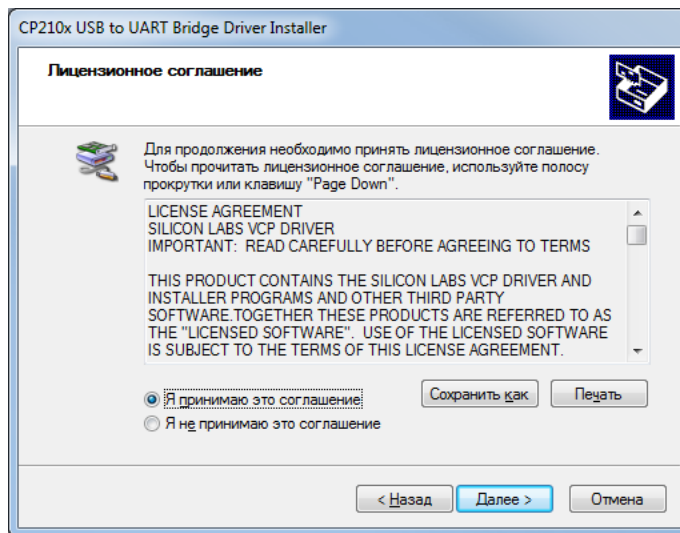 CP210x USB to UART Bridge Driver Installer
Лицензионное соглашение
Для продолжения необходимо принять лицензионное соглашение.
Чтобы прочитать лицензионное соглашение, используйте полосу
прокрутки или клавишу "Page Down".
LICENSE AGREEMENT
SILICON LABS VCP DRIVER
IMPORTANT:  READ CAREFULLY BEFORE AGREEING TO TERMS
THIS PRODUCT CONTAINS THE SILICON LABS VCP DRIVER AND
INSTALLER PROGRAMS AND OTHER THIRD PARTY
SOFTWARE.TOGETHER THESE PRODUCTS ARE REFERRED TO AS
THE "LICENSED SOFTWARE".  USE OF THE LICENSED SOFTWARE
IS SUBJECT TO THE TERMS OF THIS LICENSE AGREEMENT.
Я принимаю это соглашение
Сохранить как
Печать
Я не принимаю это соглашение
< Назад
Далее >
Отмена